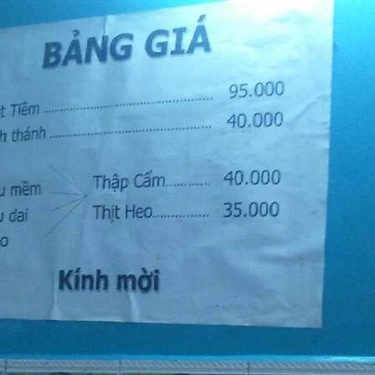 BẢNG GIÁ
Tiềm 95.000
thánh 40.000
mềm
Thập Cẩm 40.000
dai
Thịt Heo 35.000
Kính mời